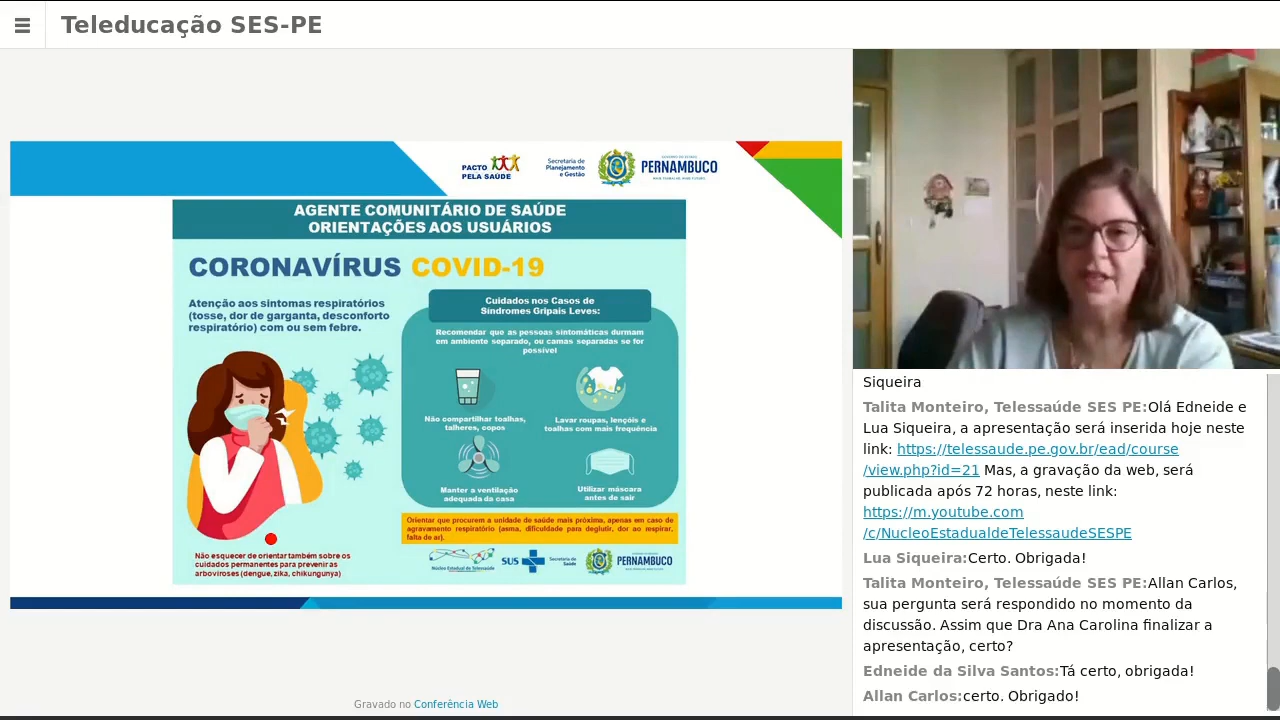 Teleducação SES-PE
PACTO
PELA SAÚDE
Secretaria de
Planejamento
e Gestão
PERNAMBUCO
AGENTE COMUNITÁRIO DE SAÚDE
ORIENTAÇÕES AOS USUÁRIOS
CORONAVÍRUS COVID-19
Atenção aos sintomas respiratórios
(tosse, dor de garganta, desconforto
respiratório) com ou sem febre.
Cuidados nos Casos de
Síndromes Gripais Leves:
Recomendar que as pessoas sintomáticas durmam
em ambiente separado, ou camas separadas se for
possível
Não compartilhar toalhas,
talheres, copos
Lavar roupas, lençóis e
toalhas com mais frequência
Manter a ventilação
adequada da casa
Utilizar máscara
antes de sair
Orientar que procurem a unidade de saúde mais próxima, apenas em caso de
agravamento respiratório (asma, dificuldade para deglutir, dor ao respirar,
falta de ar).
Não esquecer de orientar também sobre os
cuidados permanentes para prevenir as
arboviroses (dengue, zika, chikungunya)
Núcleo Estadual de Telessaúde
SUS
Secretaria de
Saúde
PERNAMBUCO
Gravado no Conferência Web
Siqueira
Talita Monteiro, Telessaúde SES PE:Olá Edneide e
Lua Siqueira, a apresentação será inserida hoje neste
link: https://telessaude.pe.gov.br/ead/course
/view.php?id=21 Mas, a gravação da web, será
publicada após 72 horas, neste link:
https://m.youtube.com
/c/NucleoEstadualdeTelessaudeSESPE
Lua Siqueira:Certo. Obrigada!
Talita Monteiro, Telessaúde SES PE:Allan Carlos,
sua pergunta será respondido no momento da
discussão. Assim que Dra Ana Carolina finalizar a
apresentação, certo?
Edneide da Silva Santos:Tá certo, obrigada!
Allan Carlos:certo. Obrigado!